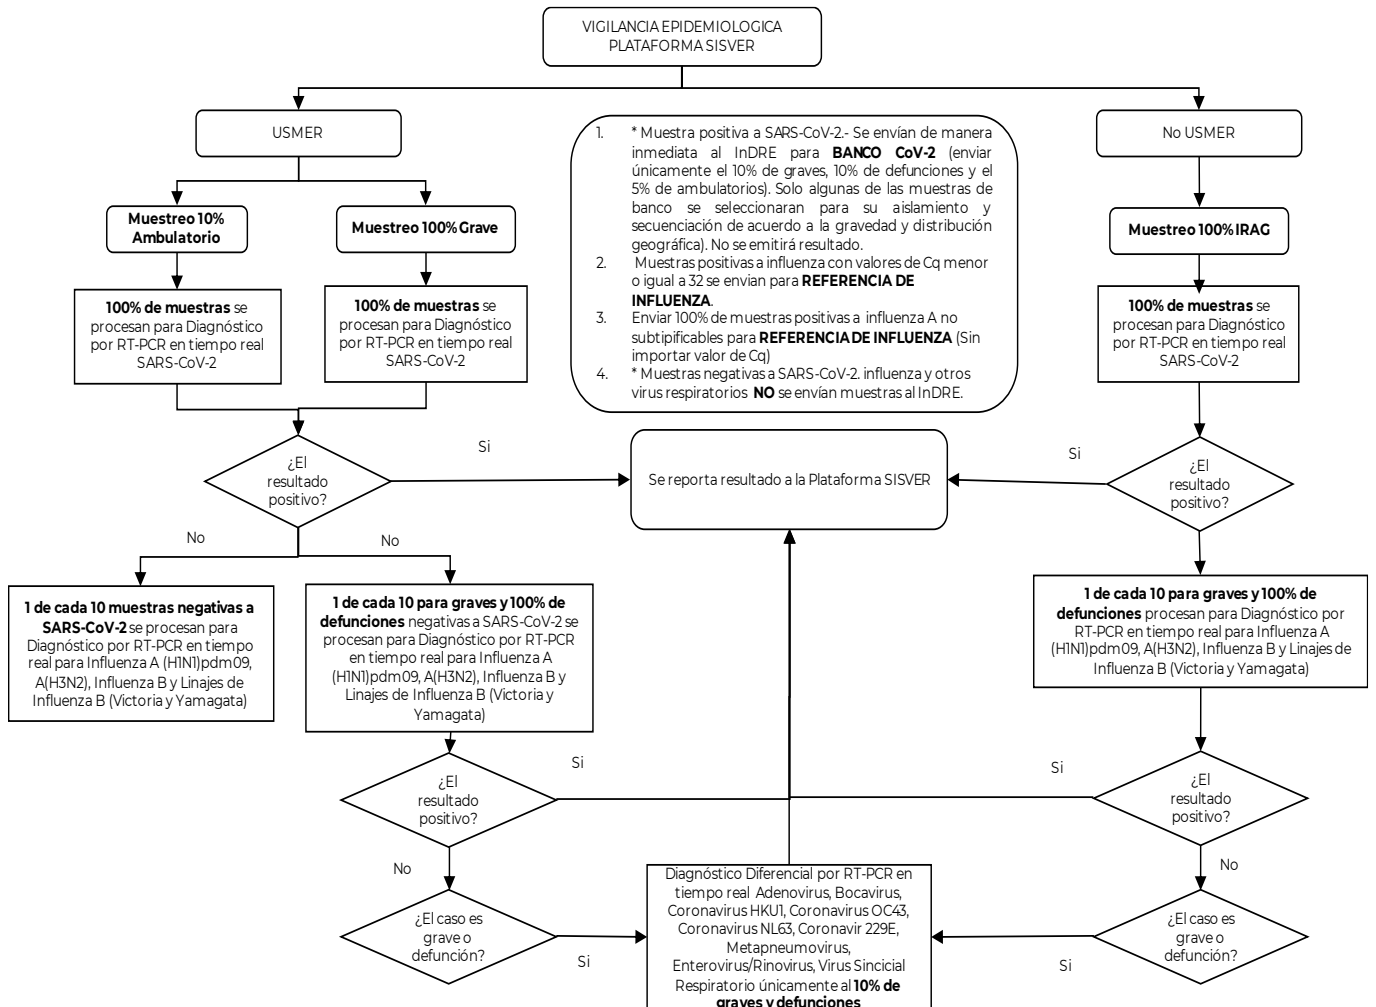 VIGILANCIA EPIDEMIOLOGICA
PLATAFORMA SISVER
USMER
No USMER
1. * Muestra positiva a SARS-CoV-2.- Se envían de manera
inmediata al InDRE para BANCO CoV-2 (enviar
únicamente el 10% de graves, 10% de defunciones y el
5% de ambulatorios). Solo algunas de las muestras de
banco se seleccionaran para su aislamiento y
secuenciación de acuerdo a la gravedad y distribución
geográfica). No se emitirá resultado.
2. Muestras positivas a influenza con valores de Cq menor
o igual a 32 se envian para REFERENCIA DE
INFLUENZA.
3. Enviar 100% de muestras positivas a influenza A no
subtipificables para REFERENCIA DE INFLUENZA (Sin
importar valor de Cq)
4. * Muestras negativas a SARS-CoV-2. influenza y otros
virus respiratorios NO se envían muestras al InDRE.
Muestreo 10%
Ambulatorio
Muestreo 100% Grave
Muestreo 100% IRAG
100% de muestras se
procesan para Diagnóstico
por RT-PCR en tiempo real
SARS-CoV-2
100% de muestras se
procesan para Diagnóstico
por RT-PCR en tiempo real
SARS-CoV-2
100% de muestras se
procesan para Diagnóstico
por RT-PCR en tiempo real
SARS-CoV-2
¿El
resultado
positivo?
Si
Se reporta resultado a la Plataforma SISVER
Si
¿El
resultado
positivo?
No
No
1 de cada 10 muestras negativas a
SARS-CoV-2 se procesan para
Diagnóstico por RT-PCR en tiempo
real para Influenza A (H1N1)pdm09,
A(H3N2), Influenza B y Linajes de
Influenza B (Victoria y Yamagata)
1 de cada 10 para graves y 100% de
defunciones negativas a SARS-CoV-2 se
procesan para Diagnóstico por RT-PCR
en tiempo real para Influenza A
(H1N1)pdm09, A(H3N2), Influenza B y
Linajes de Influenza B (Victoria y
Yamagata)
1 de cada 10 para graves y 100% de
defunciones procesan para Diagnóstico por
RT-PCR en tiempo real para Influenza A
(H1N1)pdm09, A(H3N2), Influenza B y Linajes de
Influenza B (Victoria y Yamagata)
¿El
resultado
positivo?
Si
Si
¿El
resultado
positivo?
No
No
¿El caso es
grave o
defunción?
Si
Diagnóstico Diferencial por RT-PCR en
tiempo real Adenovirus, Bocavirus,
Coronavirus HKU1, Coronavirus OC43,
Coronavirus NL63, Coronavir 229E,
Metapneumovirus,
Enterovirus/Rinovirus, Virus Sincicial
Respiratorio únicamente al 10% de
graves y defunciones
Si
¿El caso es
grave o
defunción?